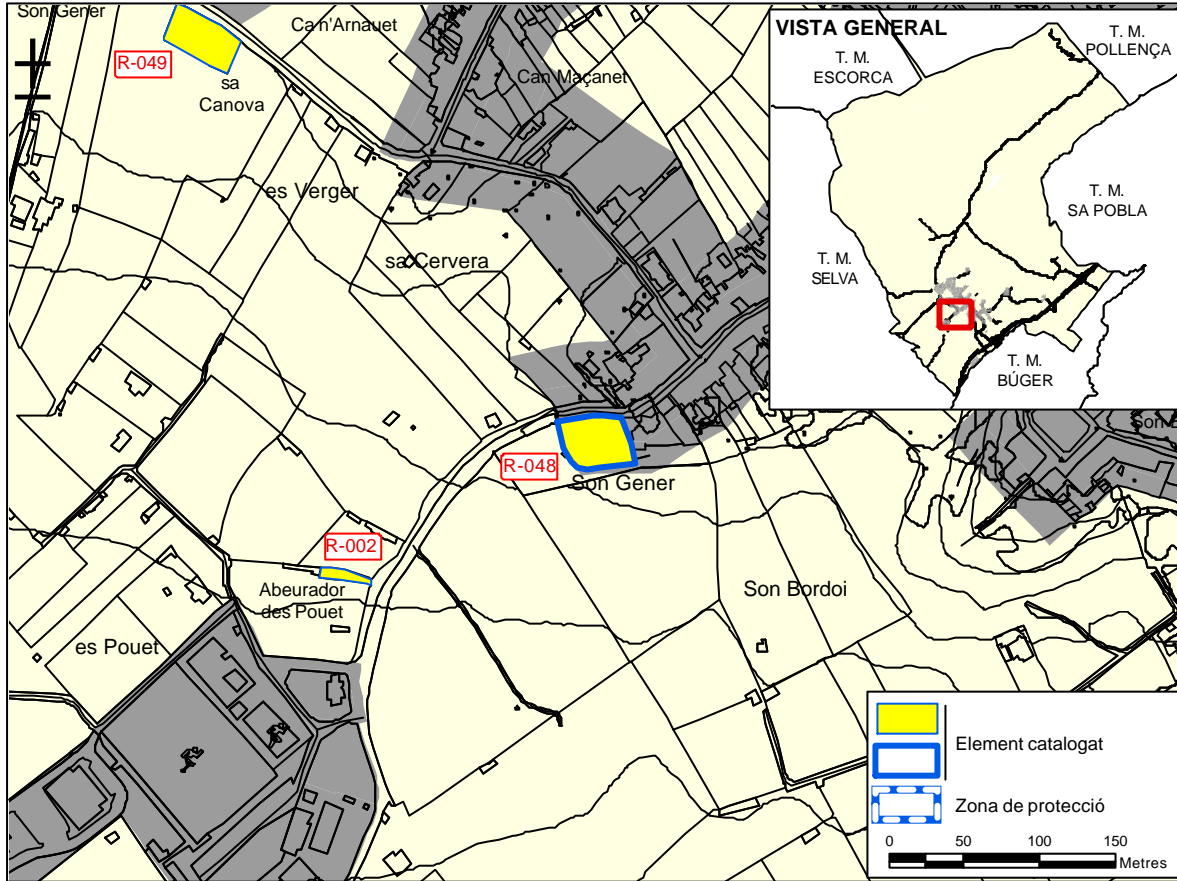 Son Gener
Ca n'Arnauet
R-049
sa
Canova
Can Maçanet
es Verger
sa Cervera
R-048
Son Gener
R-002
Abeurador
des Pouet
es Pouet
Son Bordoi
VISTA GENERAL
T. M.
ESCORCA
T. M.
POLLENÇA
T. M.
SA POBLA
T. M.
SELVA
T. M.
BÚGER
Element catalogat
Zona de protecció
0 50 100 150
Metres